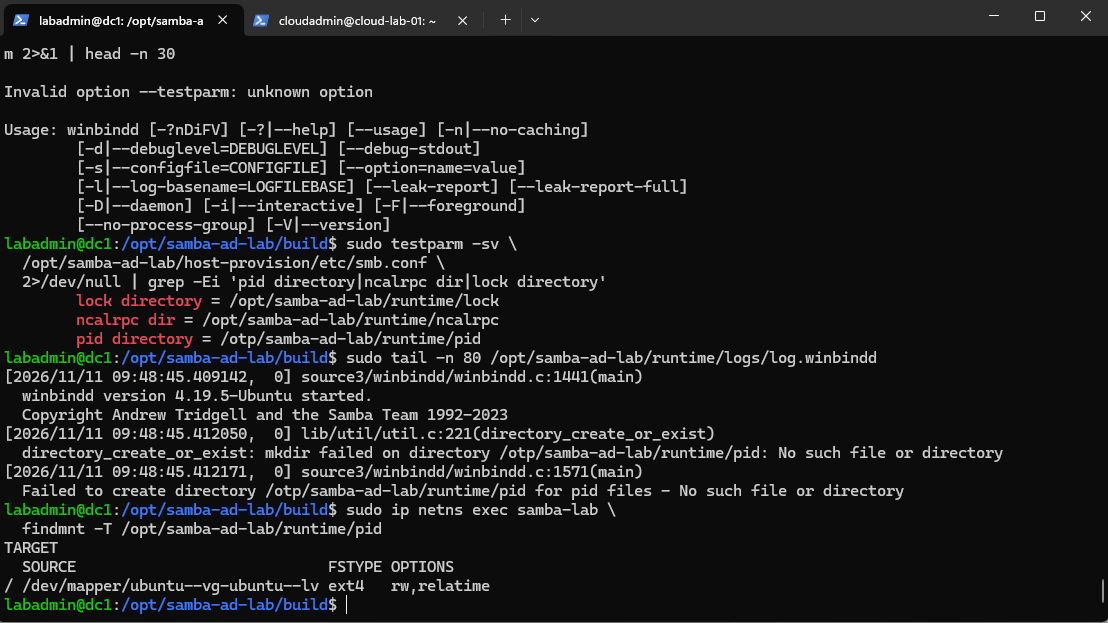 labadmin@dc1: /opt/samba-a
cloudadmin@cloud-lab-01: ~
m 2>&1 | head -n 30
Invalid option --testparm: unknown option
Usage: winbindd [-?nDiFV] [-?|--help] [--usage] [-n|--no-caching]
        [-d|--debuglevel=DEBUGLEVEL] [--debug-stdout]
        [-s|--configfile=CONFIGFILE] [--option=name=value]
        [-l|--log-basename=LOGFILEBASE] [--leak-report] [--leak-report-full]
        [-D|--daemon] [-i|--interactive] [-F|--foreground]
        [--no-process-group] [-V|--version]
labadmin@dc1:/opt/samba-ad-lab/build$ sudo testparm -sv \
  /opt/samba-ad-lab/host-provision/etc/smb.conf \
  2>/dev/null | grep -Ei 'pid directory|ncalrpc dir|lock directory'
        lock directory = /opt/samba-ad-lab/runtime/lock
        ncalrpc dir = /opt/samba-ad-lab/runtime/ncalrpc
        pid directory = /otp/samba-ad-lab/runtime/pid
labadmin@dc1:/opt/samba-ad-lab/build$ sudo tail -n 80 /opt/samba-ad-lab/runtime/logs/log.winbindd
[2026/11/11 09:48:45.409142,  0] source3/winbindd/winbindd.c:1441(main)
  winbindd version 4.19.5-Ubuntu started.
  Copyright Andrew Tridgell and the Samba Team 1992-2023
[2026/11/11 09:48:45.412050,  0] lib/util/util.c:221(directory_create_or_exist)
  directory_create_or_exist: mkdir failed on directory /otp/samba-ad-lab/runtime/pid: No such file or directory
[2026/11/11 09:48:45.412171,  0] source3/winbindd/winbindd.c:1571(main)
  Failed to create directory /otp/samba-ad-lab/runtime/pid for pid files - No such file or directory
labadmin@dc1:/opt/samba-ad-lab/build$ sudo ip netns exec samba-lab \
  findmnt -T /opt/samba-ad-lab/runtime/pid
TARGET
  SOURCE                          FSTYPE OPTIONS
/ /dev/mapper/ubuntu--vg-ubuntu--lv ext4   rw,relatime
labadmin@dc1:/opt/samba-ad-lab/build$